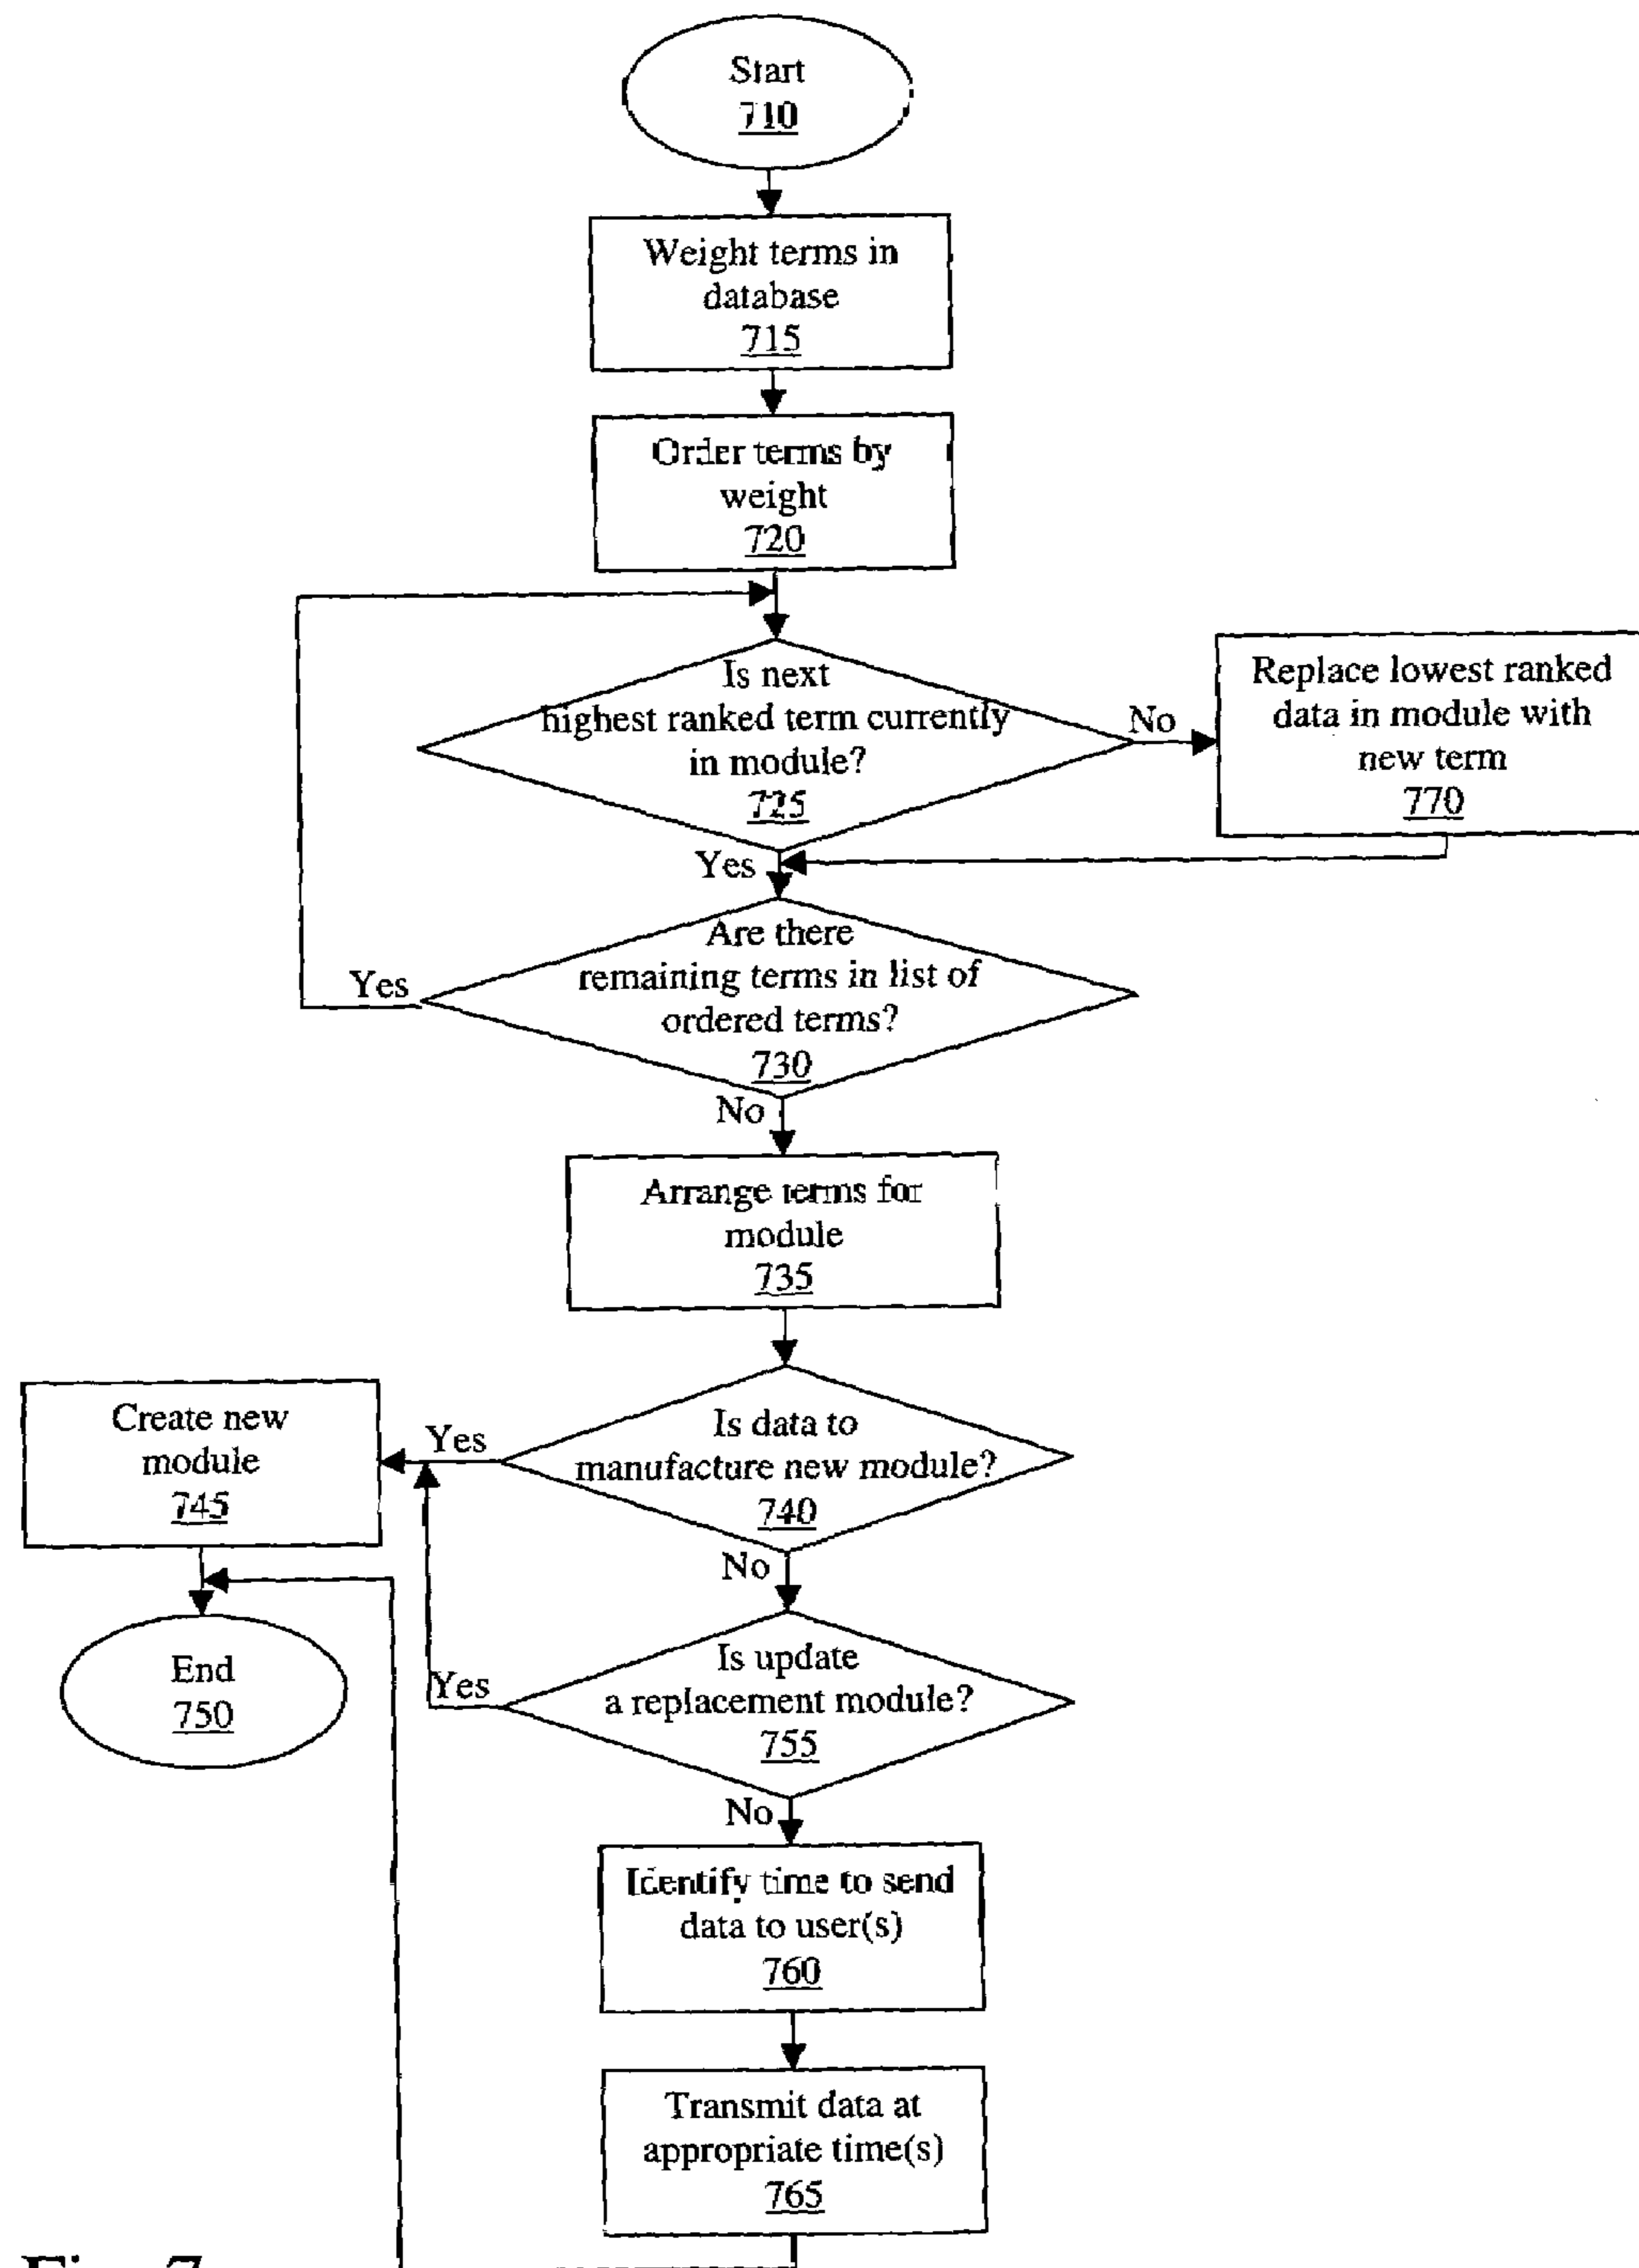 Start
710
Weight terms in
database
715
Order terms by
weight
720
Is next
highest ranked term currently
in module?
725
No
Replace lowest ranked
data in module with
new term
770
Yes
Are there
remaining terms in list of
ordered terms?
730
Yes
No
Arrange terms for
module
735
Is data to
manufacture new module?
740
Yes
Create new
module
745
No
End
750
Is update
a replacement module?
755
Yes
No
Identify time to send
data to user(s)
760
Transmit data at
appropriate time(s)
765
Fig. 7